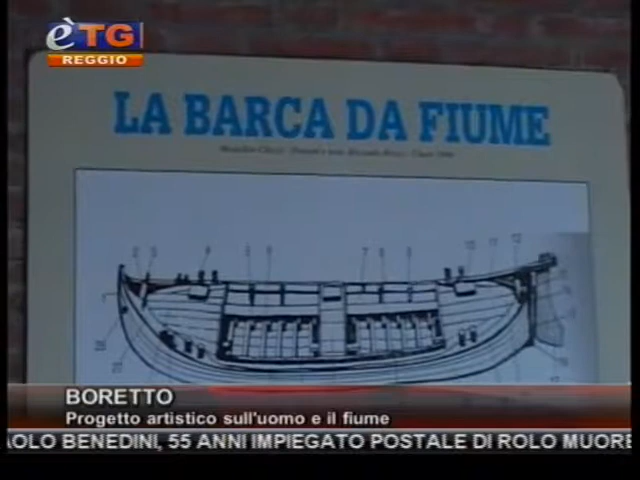 èTG
REGGIO
LA BARCA DA FIUME
BORETTO
Progetto artistico sull'uomo e il fiume
AOLO BENEDINI, 55 ANNI IMPIEGATO POSTALE DI ROLO MUORE